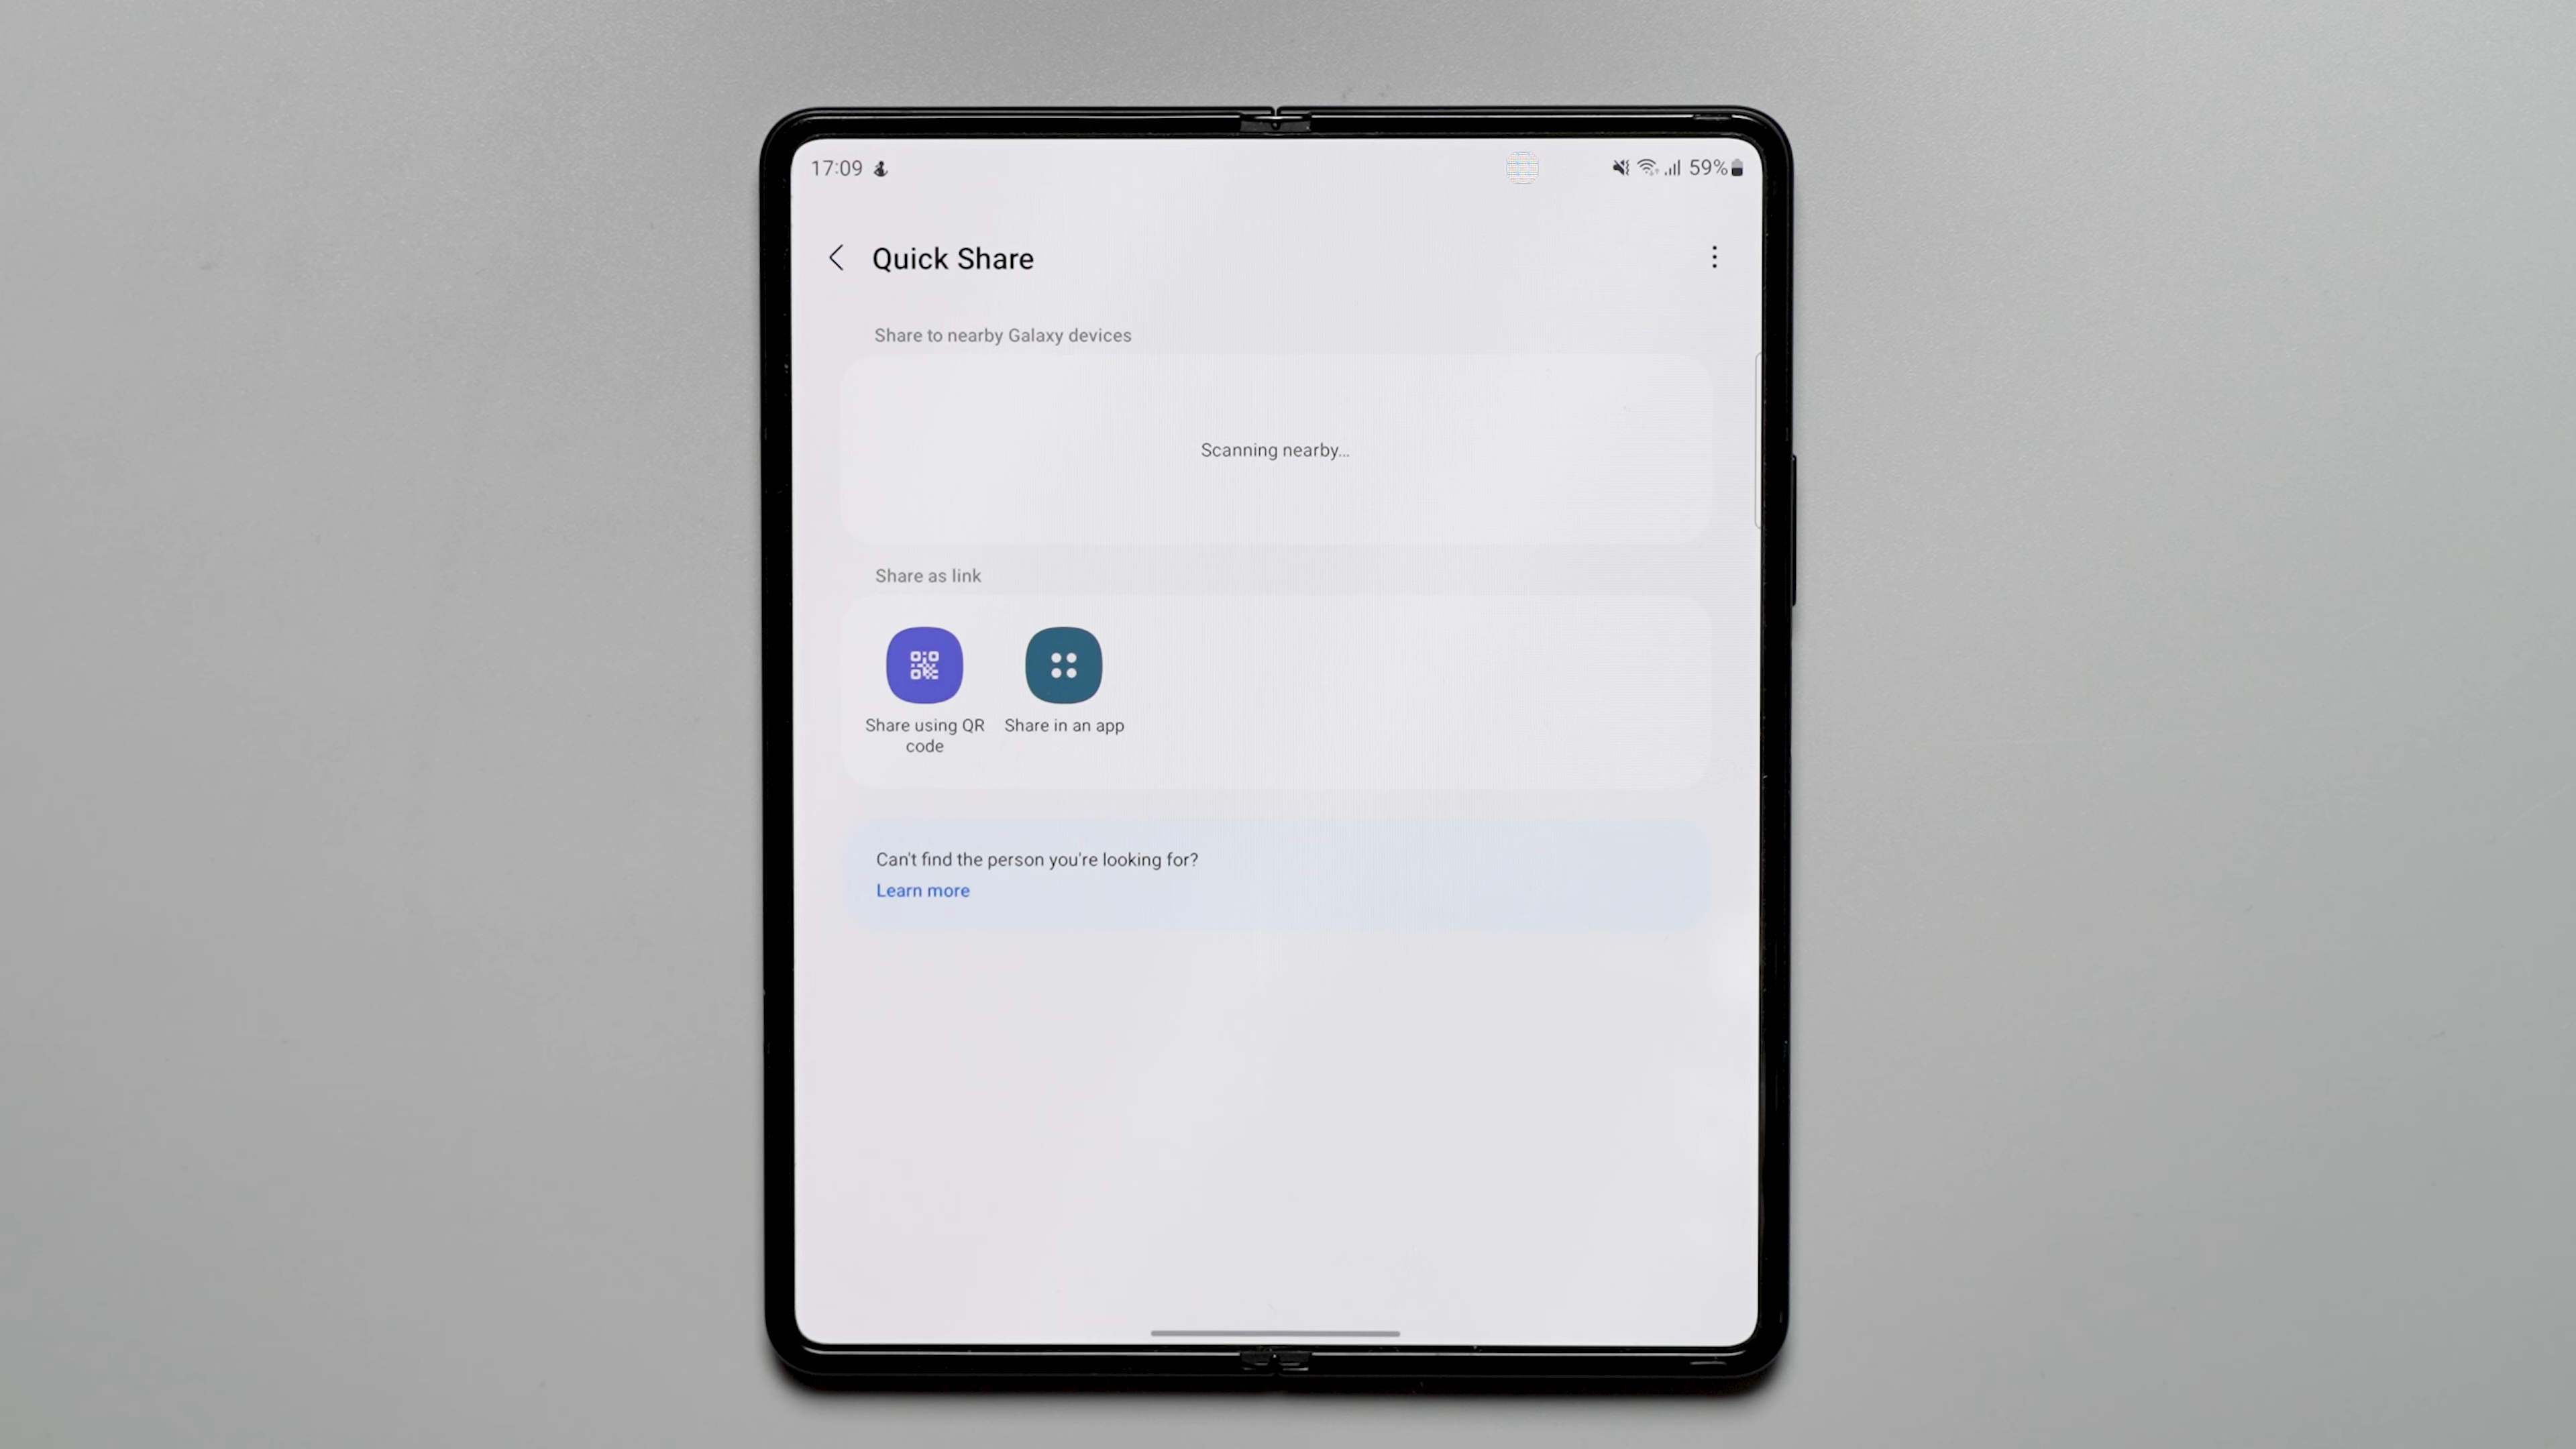 17:09
59%
Quick Share
Share to nearby Galaxy devices
Scanning nearby...
Share as link
Share using QR
code
Share in an app
Can't find the person you're looking for?
Learn more